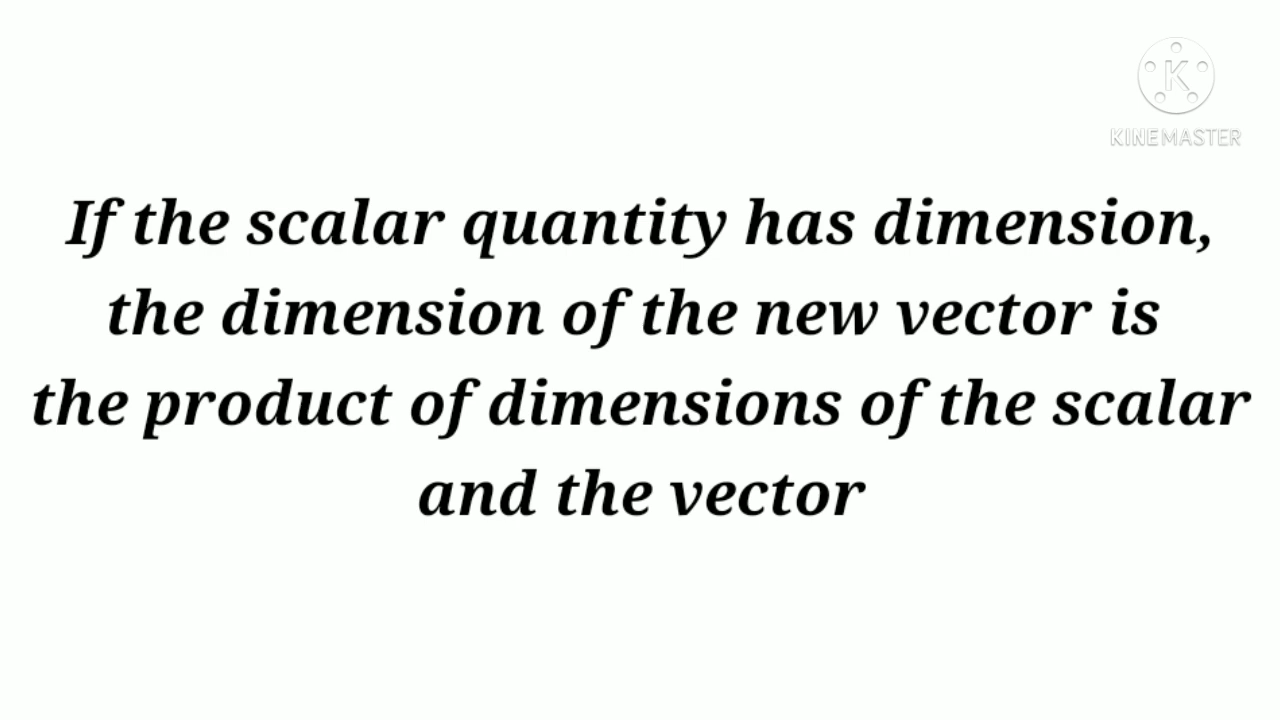 KINEMASTER
If the scalar quantity has dimension,
the dimension of the new vector is
the product of dimensions of the scalar
and the vector